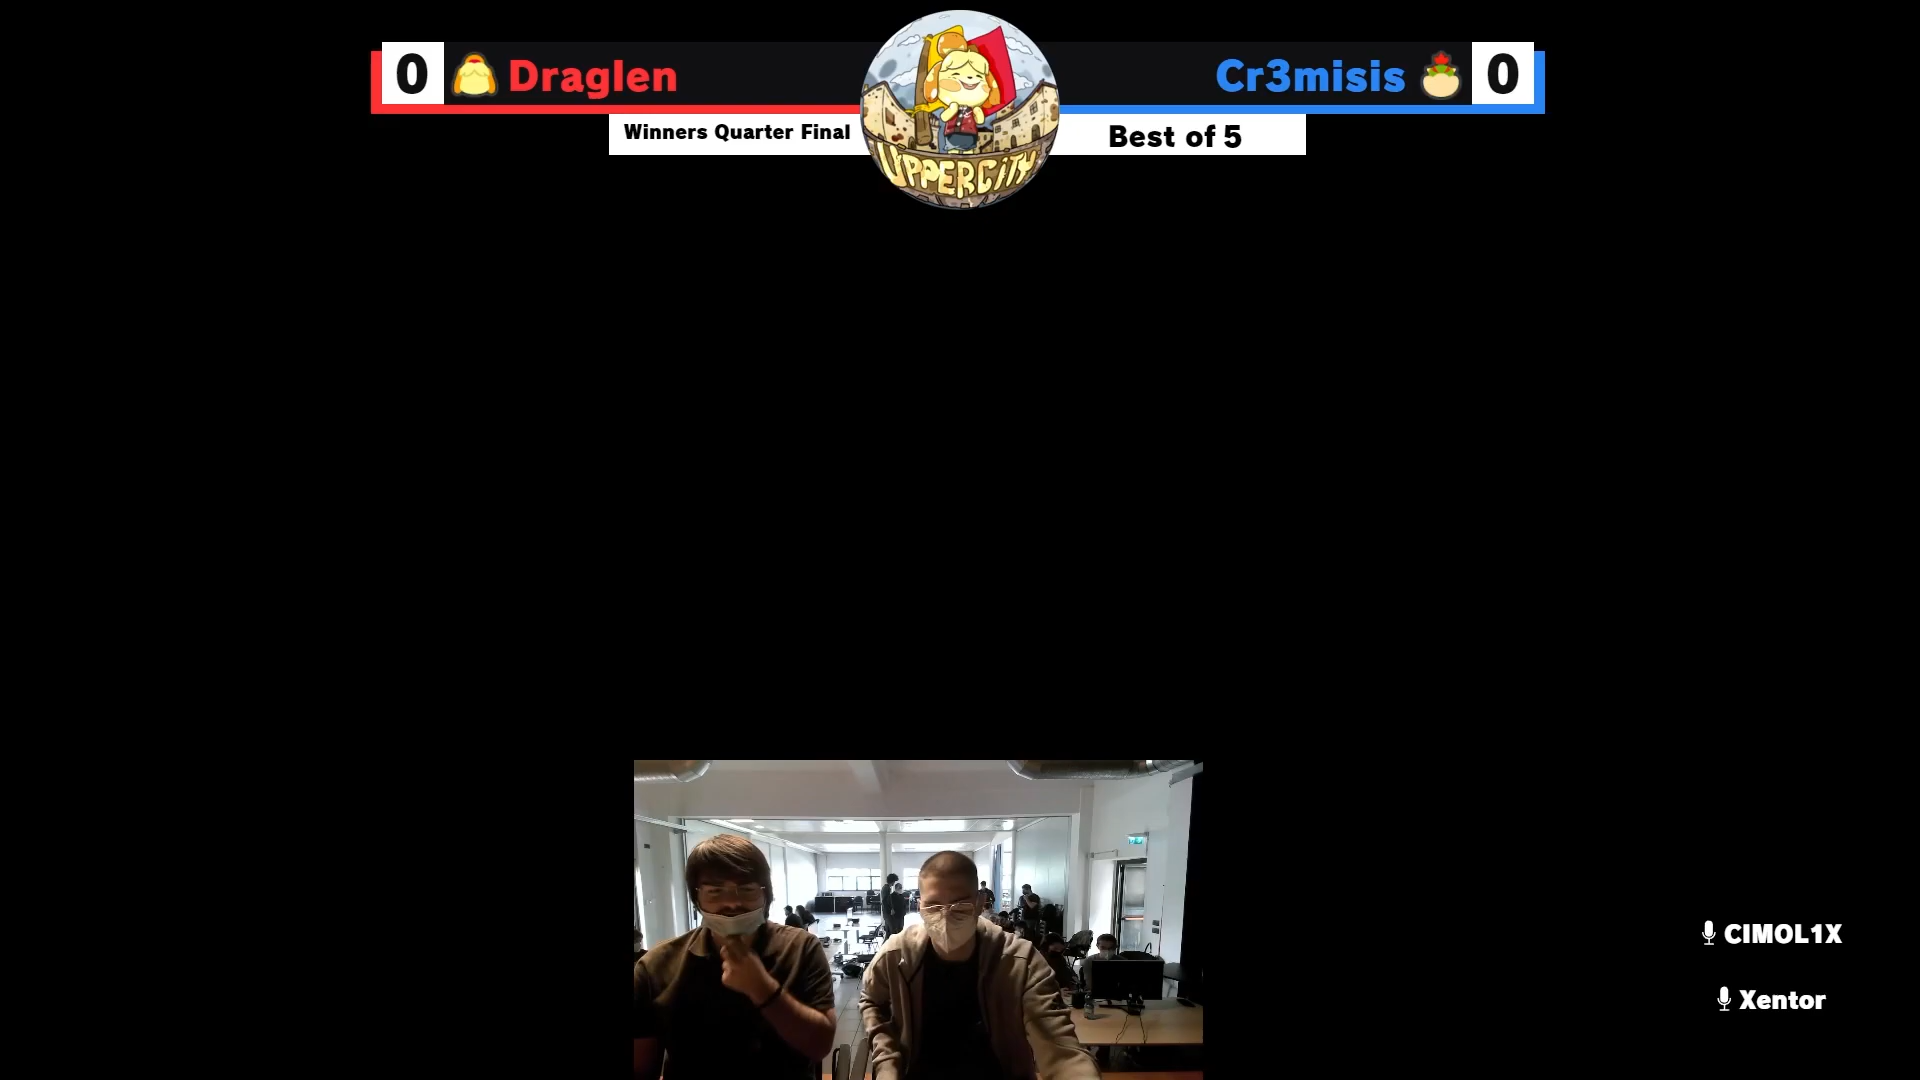 0 Draglen
Cr3misis 0
Winners Quarter Final
UPPERCITY
Best of 5
CIMOL1X
Xentor